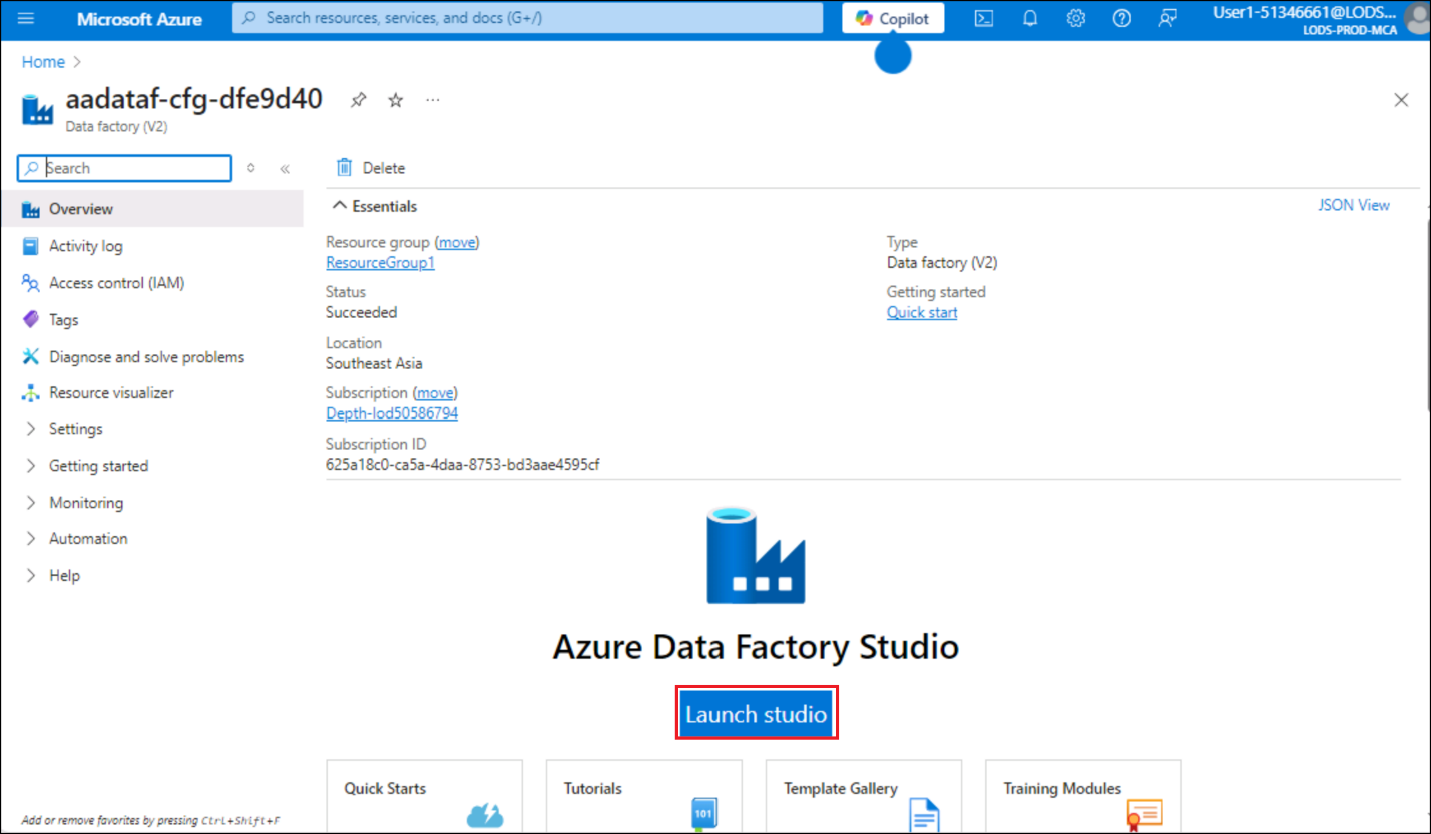 Microsoft Azure
Search resources, services, and docs (G+/)
Copilot
User1-51346661@LODS...
LODS-PROD-MCA
Home
aadataf-cfg-dfe9d40
Data factory (V2)
Search
Delete
Overview
Activity log
Access control (IAM)
Tags
Diagnose and solve problems
Resource visualizer
Settings
Getting started
Monitoring
Automation
Help
Add or remove favorites by pressing Ctrl+Shift+F
Essentials
JSON View
Resource group (move)
ResourceGroup1
Status
Succeeded
Location
Southeast Asia
Subscription (move)
Depth-lod50586794
Subscription ID
625a18c0-ca5a-4daa-8753-bd3aae4595cf
Type
Data factory (V2)
Getting started
Quick start
Azure Data Factory Studio
Launch studio
Quick Starts
Tutorials
101
Template Gallery
Training Modules